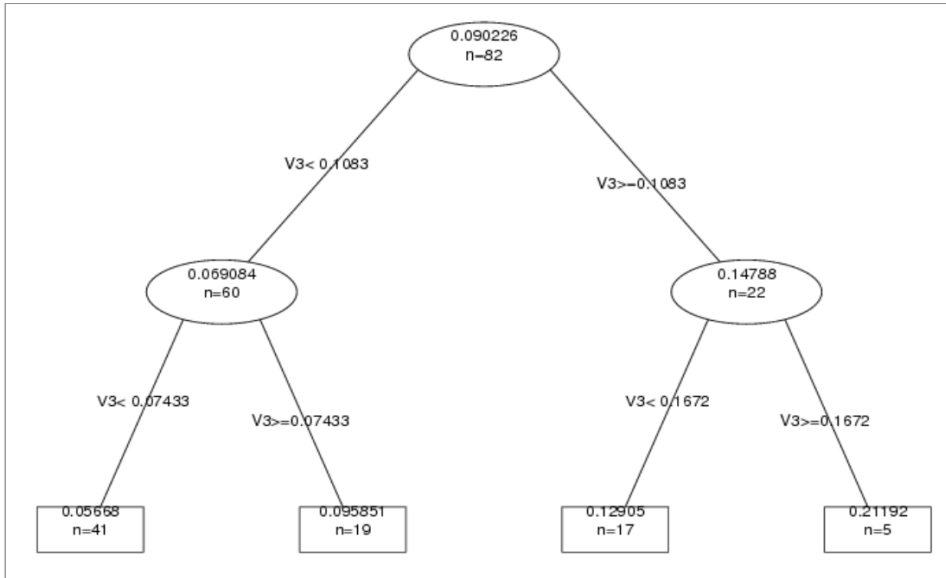 0.090226
n=82
V3< 0.1083
V3>=0.1083
0.069084
n=60
0.14788
n=22
V3< 0.07433
V3>=0.07433
V3< 0.1672
V3>=0.1672
0.05668
n=41
0.095851
n=19
0.12905
n=17
0.21192
n=5